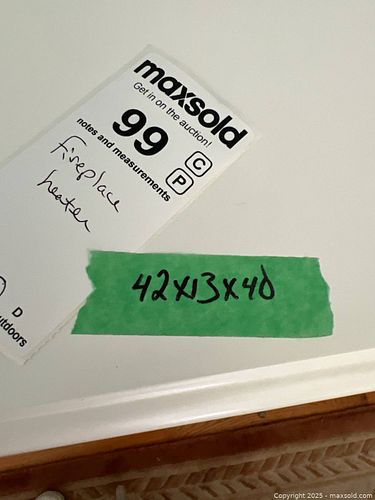 maxsold
Get in on the auction!
99
C
P
notes and measurements
Fireplace
heater
D
utdoors
42x13x40
Copyright 2025 - maxsold.com